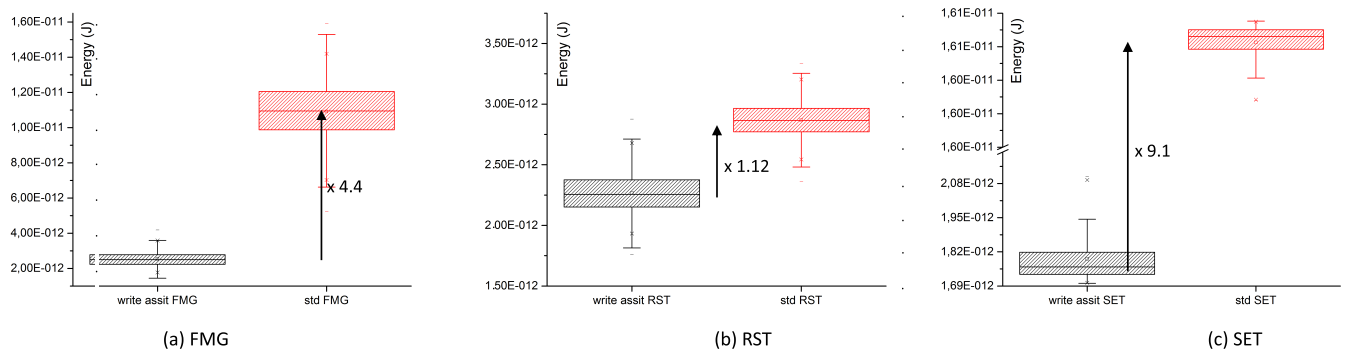 Energy (J)
1,60E-011
1,40E-011
1,20E-011
1,00E-011
8,00E-012
6,00E-012
4,00E-012
2,00E-012
x 4.4
write assit FMG
std FMG
(a) FMG
Energy (J)
3,50E-012
3,00E-012
2,50E-012
2,00E-012
1,50E-012
x 1.12
write assit RST
std RST
(b) RST
Energy (J)
1,61E-011
1,61E-011
1,60E-011
1,60E-011
1,60E-011
2,08E-012
1,95E-012
1,82E-012
1,69E-012
x 9.1
write assit SET
std SET
(c) SET